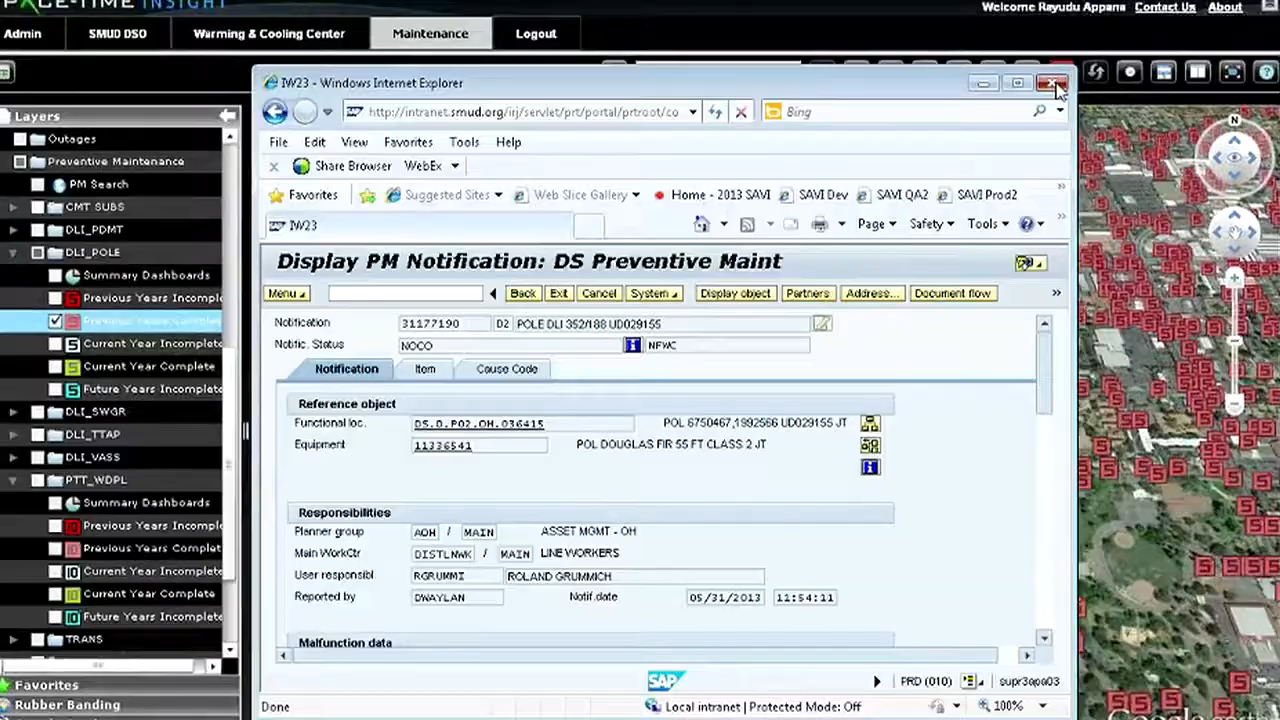 PACE-TIME INSIGHT
Welcome Rayudu Appana Contact Us About
Admin SMUD DSO Warming & Cooling Center Maintenance Logout
IW23 - Windows Internet Explorer
http://intranet.smud.org/irj/servlet/prt/portal/prtroot/co
Bing
File Edit View Favorites Tools Help
Share Browser WebEx
Favorites Suggested Sites Web Slice Gallery Home - 2013 SAVI SAVI Dev SAVI QA2 SAVI Prod2
IW23
Page Safety Tools
Layers
Outages
Preventive Maintenance
PM Search
CMT SUBS
DLI_PDMT
DLI_POLE
Summary Dashboards
Previous Years Incomple
Previous Years Complet
Current Year Incomplete
Current Year Complete
Future Years Incomplete
DLI_SWGR
DLI_TTAP
DLI_VASS
PTT_WDPL
Summary Dashboards
Previous Years Incomple
Previous Years Complet
Current Year Incomplete
Current Year Complete
Future Years Incomplete
TRANS
Favorites
Rubber Banding
Display PM Notification: DS Preventive Maint
Menu Back Exit Cancel System Display object Partners Address... Document flow
Notification 31177190 D2 POLE DLI 352/188 UD029155
Notific. Status NOCO NFWC
Notification Item Cause Code
Reference object
Functional loc. DS.D.P02.OH.036415 POL 6750467,1992566 UD029155 JT
Equipment 11336541 POL DOUGLAS FIR 55 FT CLASS 2 JT
Responsibilities
Planner group AOH / MAIN ASSET MGMT - OH
Main WorkCtr DISTLNWK / MAIN LINE WORKERS
User responsibl RGRUMMI ROLAND GRUMMICH
Reported by DWAYLAN Notif.date 05/31/2013 11:54:11
Malfunction data
SAP PRD (010) supr3apa03
Done Local intranet | Protected Mode: Off 100%
N